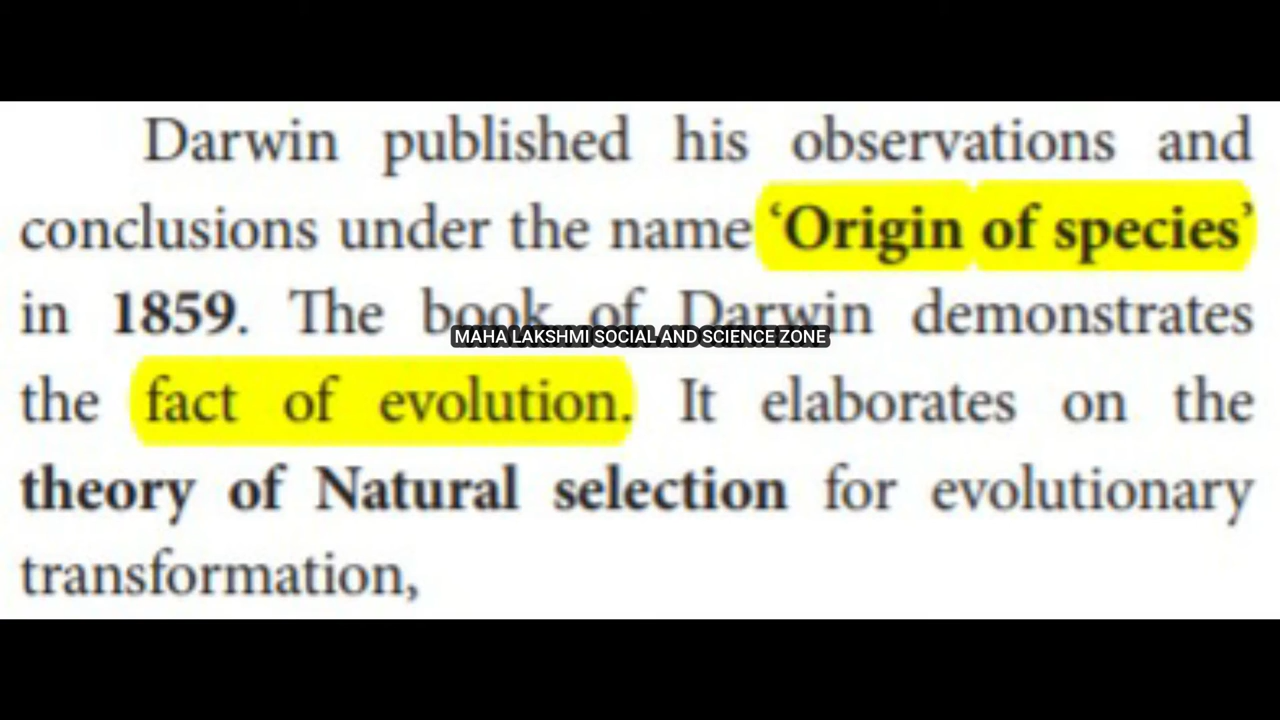 Darwin published his observations and
conclusions under the name ‘Origin of species’
in 1859. The book of Darwin demonstrates
MAHA LAKSHMI SOCIAL AND SCIENCE ZONE
the fact of evolution. It elaborates on the
theory of Natural selection for evolutionary
transformation,